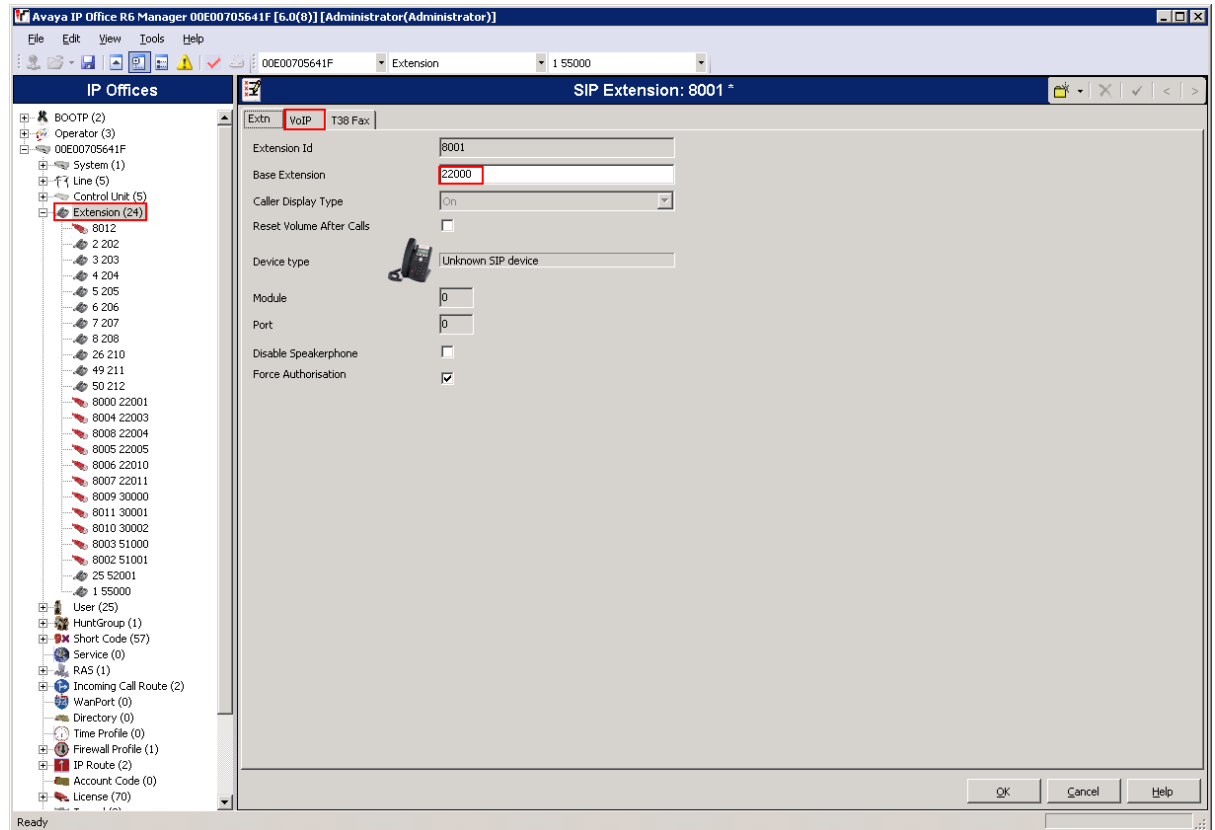 Avaya IP Office R6 Manager 00E00705641F [6.0(8)] [Administrator(Administrator)]
File Edit View Tools Help
00E00705641F Extension 1 55000
IP Offices
SIP Extension: 8001 *
BOOTP (2)
Operator (3)
00E00705641F
System (1)
Line (5)
Control Unit (5)
Extension (24)
8012
2 202
3 203
4 204
5 205
6 206
7 207
8 208
26 210
49 211
50 212
8000 22001
8004 22003
8008 22004
8005 22005
8006 22010
8007 22011
8009 30000
8011 30001
8010 30002
8003 51000
8002 51001
25 52001
1 55000
User (25)
HuntGroup (1)
Short Code (57)
Service (0)
RAS (1)
Incoming Call Route (2)
WanPort (0)
Directory (0)
Time Profile (0)
Firewall Profile (1)
IP Route (2)
Account Code (0)
License (70)
Extn VoIP T38 Fax
Extension Id 8001
Base Extension 22000
Caller Display Type On
Reset Volume After Calls
Device type Unknown SIP device
Module 0
Port 0
Disable Speakerphone
Force Authorisation
OK Cancel Help
Ready